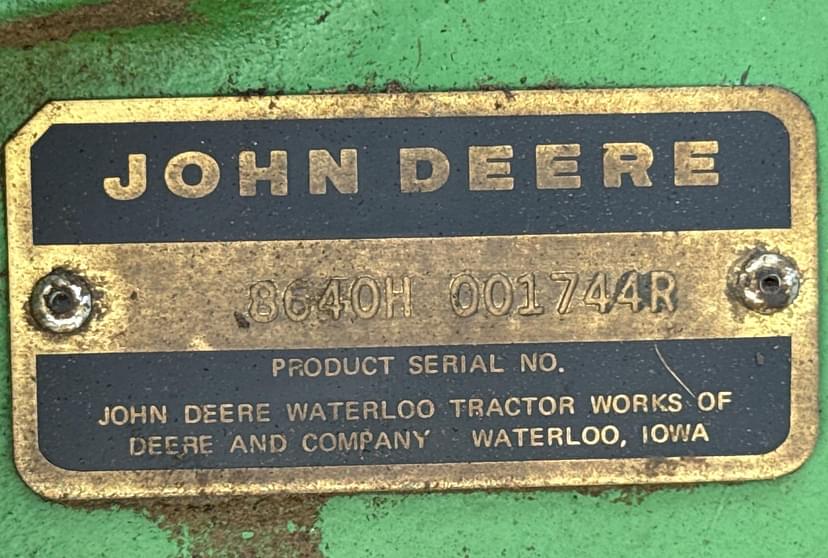 JOHN DEERE
8640H 001744R
PRODUCT SERIAL NO.
JOHN DEERE WATERLOO TRACTOR WORKS OF
DEERE AND COMPANY WATERLOO, IOWA